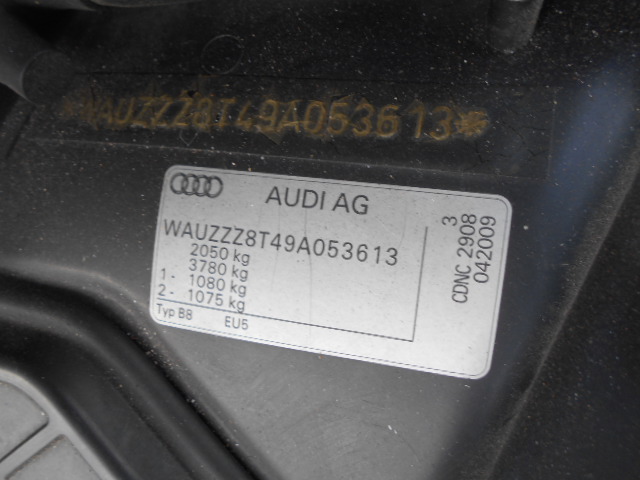 *WAUZZZ8T49A053613*
AUDI AG
WAUZZZ8T49A053613
2050 kg
3780 kg
1- 1080 kg
2- 1075 kg
Typ B8 EU5
3
CDNC 2908
042009